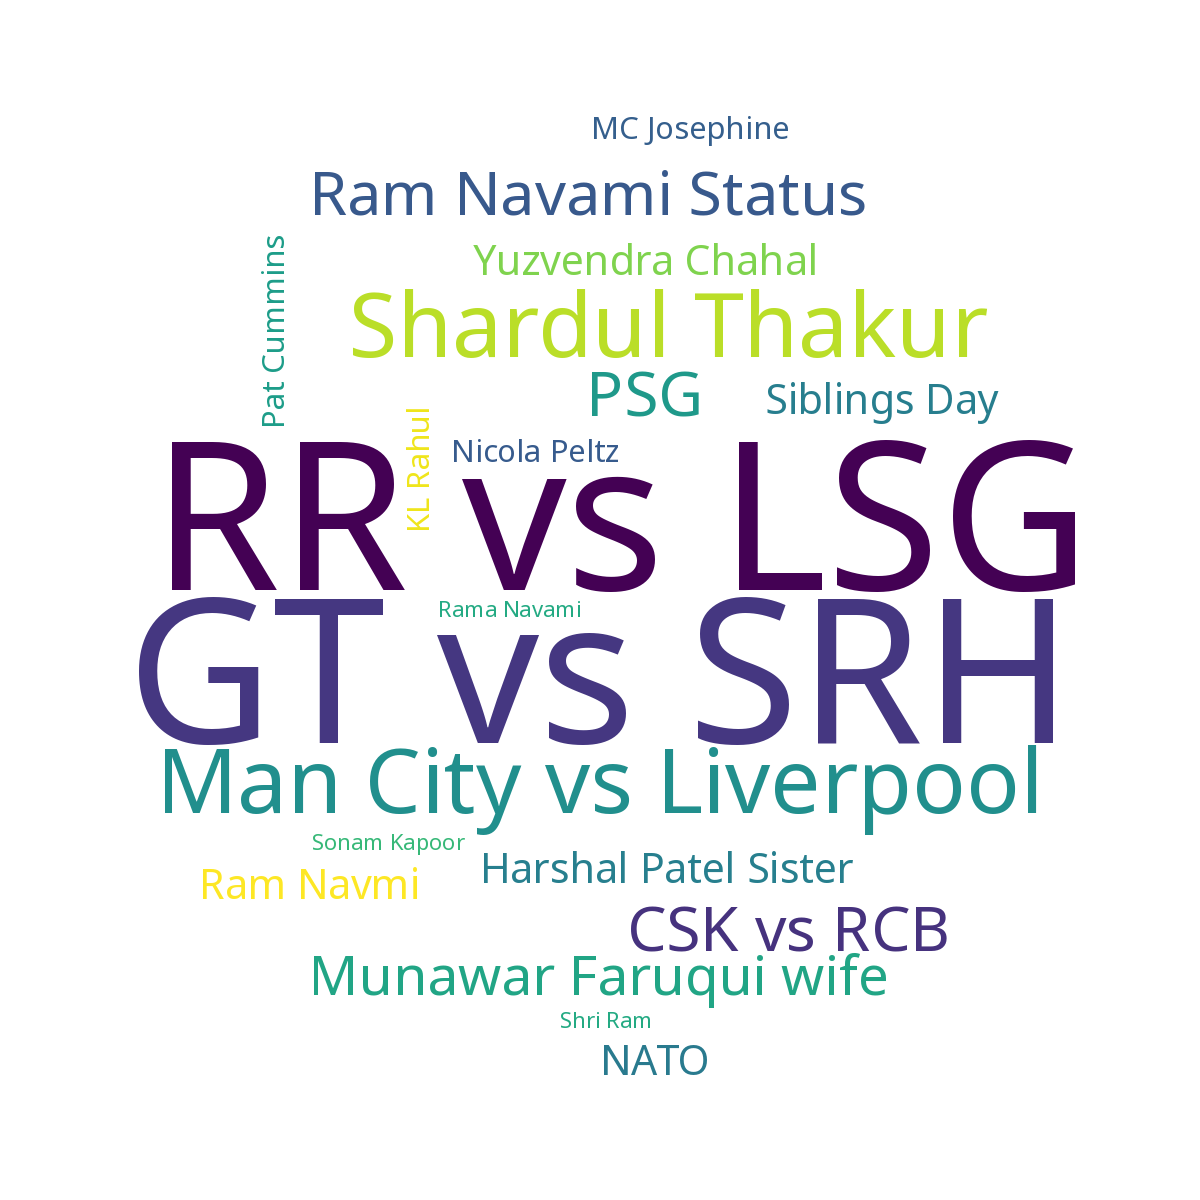 MC Josephine
Ram Navami Status
Yuzvendra Chahal
Pat Cummins
Shardul Thakur
PSG
Siblings Day
KL Rahul
Nicola Peltz
RR vs LSG
Rama Navami
GT vs SRH
Man City vs Liverpool
Sonam Kapoor
Harshal Patel Sister
Ram Navmi
CSK vs RCB
Munawar Faruqui wife
Shri Ram
NATO